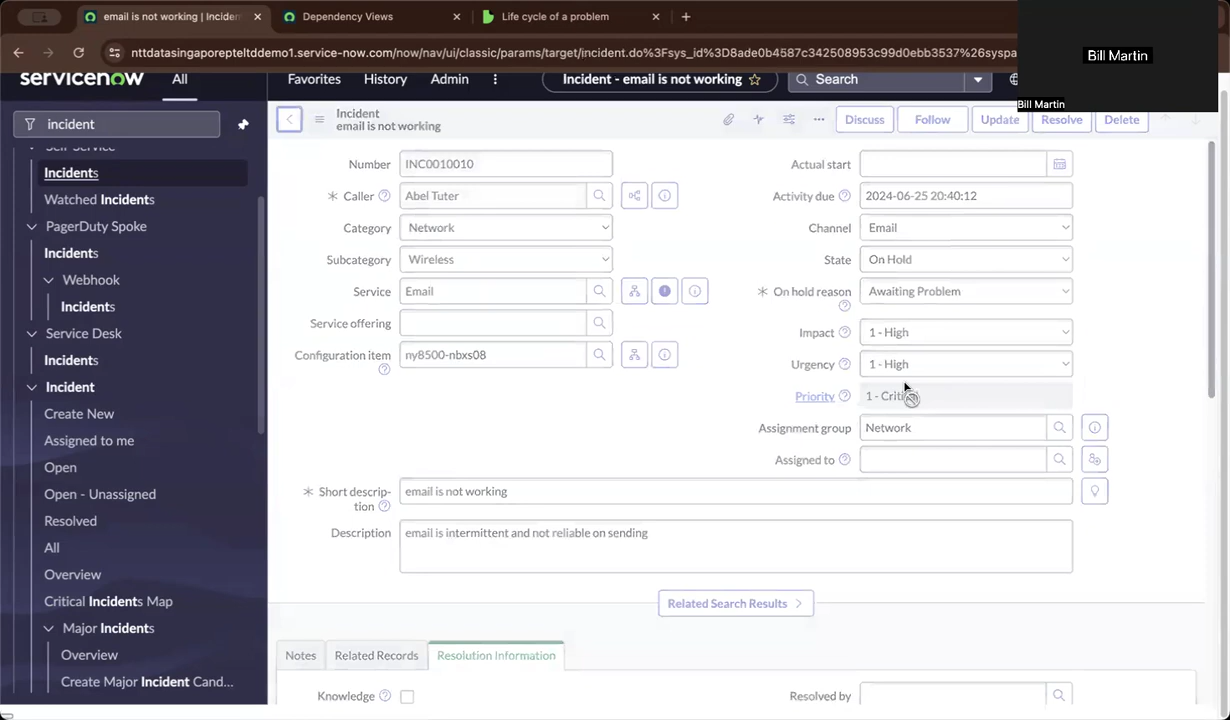 email is not working | Inciden
Dependency Views
Life cycle of a problem
nttdatasingaporepteltddemo1.service-now.com/now/nav/ui/classic/params/target/incident.do%3Fsys_id%3D8ade0b4587c342508953c99d0ebb3537%26syspa
Bill Martin
Bill Martin
servicenow
All
Favorites
History
Admin
Incident - email is not working
Search
incident
Self-Service
Incidents
Watched Incidents
PagerDuty Spoke
Incidents
Webhook
Incidents
Service Desk
Incidents
Incident
Create New
Assigned to me
Open
Open - Unassigned
Resolved
All
Overview
Critical Incidents Map
Major Incidents
Overview
Create Major Incident Cand...
Incident
email is not working
Discuss
Follow
Update
Resolve
Delete
Number
INC0010010
Caller
Abel Tuter
Category
Network
Subcategory
Wireless
Service
Email
Service offering
Configuration item
ny8500-nbxs08
Actual start
Activity due
2024-06-25 20:40:12
Channel
Email
State
On Hold
On hold reason
Awaiting Problem
Impact
1 - High
Urgency
1 - High
Priority
1 - Criti
Assignment group
Network
Assigned to
Short descrip-
tion
email is not working
Description
email is intermittent and not reliable on sending
Related Search Results
Notes
Related Records
Resolution Information
Knowledge
Resolved by